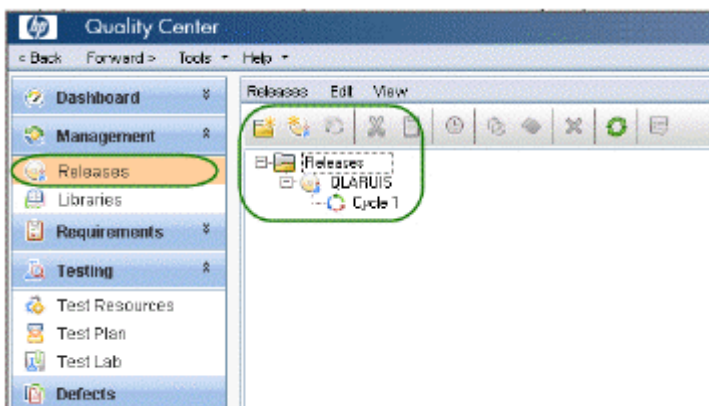 hp Quality Center
< Back Forward > Tools Help
Dashboard
Management
Releases
Libraries
Requirements
Testing
Test Resources
Test Plan
Test Lab
Defects
Releases Edit View
Releases
QLARUIS
Cycle 1